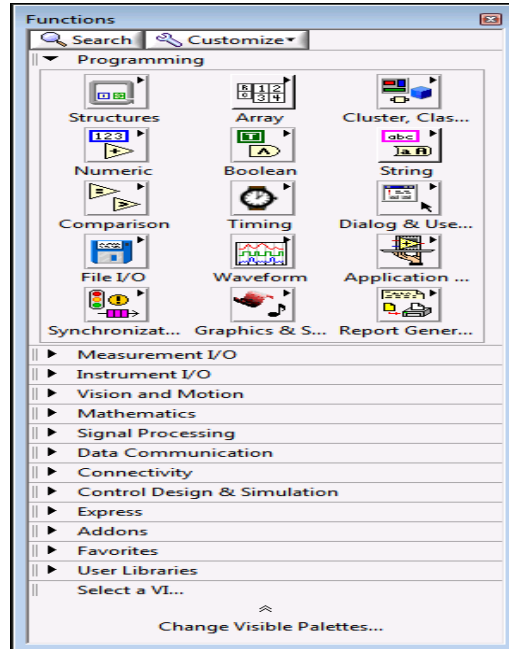 Functions
Search Customize
Programming
Structures Array Cluster, Clas...
Numeric Boolean String
Comparison Timing Dialog & Use...
File I/O Waveform Application ...
Synchronizat... Graphics & S... Report Gener...
Measurement I/O
Instrument I/O
Vision and Motion
Mathematics
Signal Processing
Data Communication
Connectivity
Control Design & Simulation
Express
Addons
Favorites
User Libraries
Select a VI...
Change Visible Palettes...